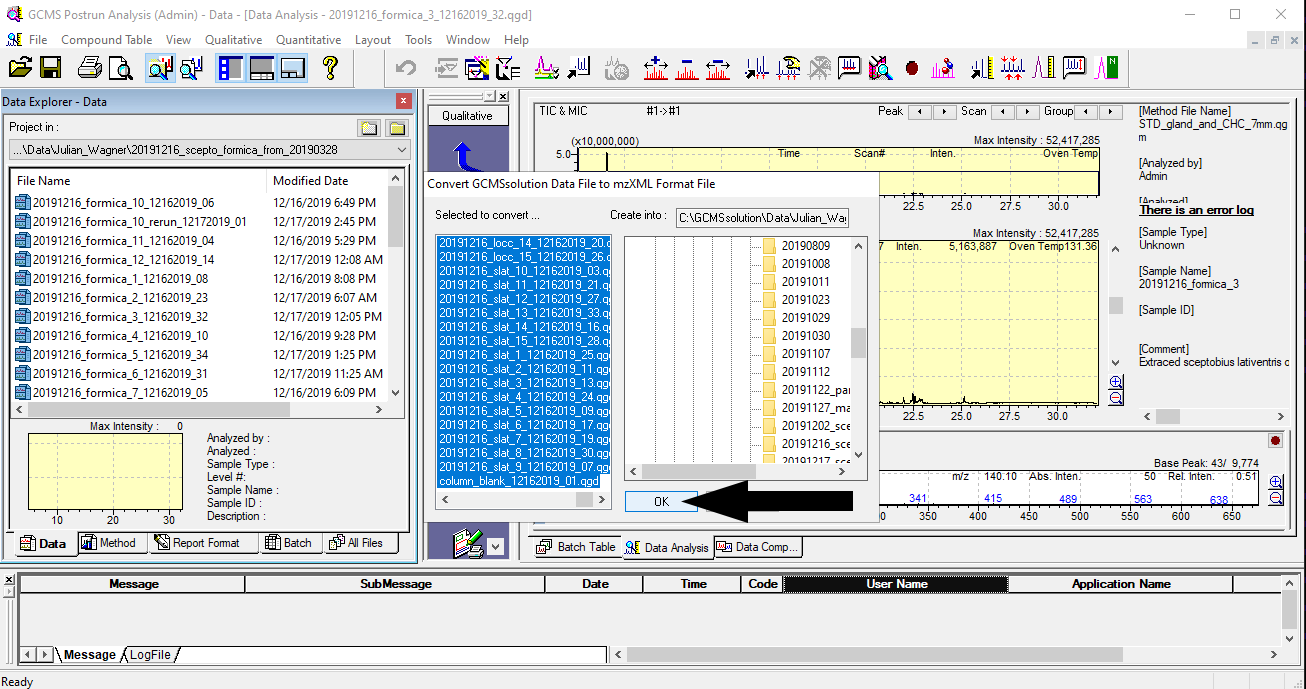 GCMS Postrun Analysis (Admin) - Data - [Data Analysis - 20191216_formica_3_12162019_32.qgd]
File Compound Table View Qualitative Quantitative Layout Tools Window Help
Data Explorer - Data
Project in :
...\Data\Julian_Wagner\20191216_scepto_formica_from_20190328
File Name Modified Date
20191216_formica_10_12162019_06 12/16/2019 6:49 PM
20191216_formica_10_rerun_12172019_01 12/17/2019 2:45 PM
20191216_formica_11_12162019_04 12/16/2019 5:29 PM
20191216_formica_12_12162019_14 12/17/2019 12:08 AM
20191216_formica_1_12162019_08 12/16/2019 8:08 PM
20191216_formica_2_12162019_23 12/17/2019 6:07 AM
20191216_formica_3_12162019_32 12/17/2019 12:05 PM
20191216_formica_4_12162019_10 12/16/2019 9:28 PM
20191216_formica_5_12162019_34 12/17/2019 1:25 PM
20191216_formica_6_12162019_31 12/17/2019 11:25 AM
20191216_formica_7_12162019_05 12/16/2019 6:09 PM
Max Intensity : 0
10 20 30
Analyzed by :
Analyzed :
Sample Type :
Level #:
Sample Name :
Sample ID :
Description :
Data Method Report Format Batch All Files
Qualitative
Convert GCMSsolution Data File to mzXML Format File
Selected to convert ...
Create into : C:\GCMSsolution\Data\Julian_Wa
20191216_locc_14_12162019_20.c
20191216_locc_15_12162019_26.c
20191216_slat_10_12162019_03.qg
20191216_slat_11_12162019_21.qg
20191216_slat_12_12162019_27.qg
20191216_slat_13_12162019_33.qg
20191216_slat_14_12162019_16.qg
20191216_slat_15_12162019_28.qg
20191216_slat_1_12162019_25.qgd
20191216_slat_2_12162019_11.qgd
20191216_slat_3_12162019_13.qgd
20191216_slat_4_12162019_24.qgd
20191216_slat_5_12162019_09.qgd
20191216_slat_6_12162019_17.qgd
20191216_slat_7_12162019_19.qgd
20191216_slat_8_12162019_30.qgd
20191216_slat_9_12162019_07.qgd
column_blank_12162019_01.qgd
20190809
20191008
20191011
20191023
20191029
20191030
20191107
20191112
20191122_par
20191127_ma
20191202_sce
20191216_sce
20191217_sce
OK
TIC & MIC #1->#1 Peak Scan Group
(x10,000,000) Max Intensity : 52,417,285
5.0 Time Scan# Inten. Oven Temp
22.5 25.0 27.5 30.0
Max Intensity : 52,417,285
7 Inten. 5,163,887 Oven Temp 131.36
22.5 25.0 27.5 30.0
[Method File Name]
STD_gland_and_CHC_7mm.qg
m
[Analyzed by]
Admin
[Analyzed]
There is an error log
[Sample Type]
Unknown
[Sample Name]
20191216_formica_3
[Sample ID]
[Comment]
Extraced sceptobius lativentris c
Base Peak: 43/ 9,774
m/z 140.10 Abs. Inten. 50 Rel. Inten. 0.51
341 415 489 563 638
350 400 450 500 550 600 650
Batch Table Data Analysis Data Comp...
Message SubMessage Date Time Code User Name Application Name
Message LogFile
Ready